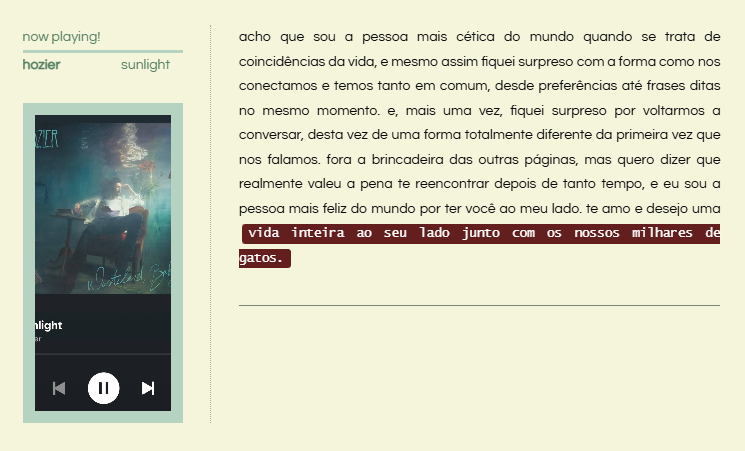 now playing!
hozier sunlight
OZIER
Wasteland, Baby
nlight
er
acho que sou a pessoa mais cética do mundo quando se trata de
coincidências da vida, e mesmo assim fiquei surpreso com a forma como nos
conectamos e temos tanto em comum, desde preferências até frases ditas
no mesmo momento. e, mais uma vez, fiquei surpreso por voltarmos a
conversar, desta vez de uma forma totalmente diferente da primeira vez que
nos falamos. fora a brincadeira das outras páginas, mas quero dizer que
realmente valeu a pena te reencontrar depois de tanto tempo, e eu sou a
pessoa mais feliz do mundo por ter você ao meu lado. te amo e desejo uma
vida inteira ao seu lado junto com os nossos milhares de
gatos.